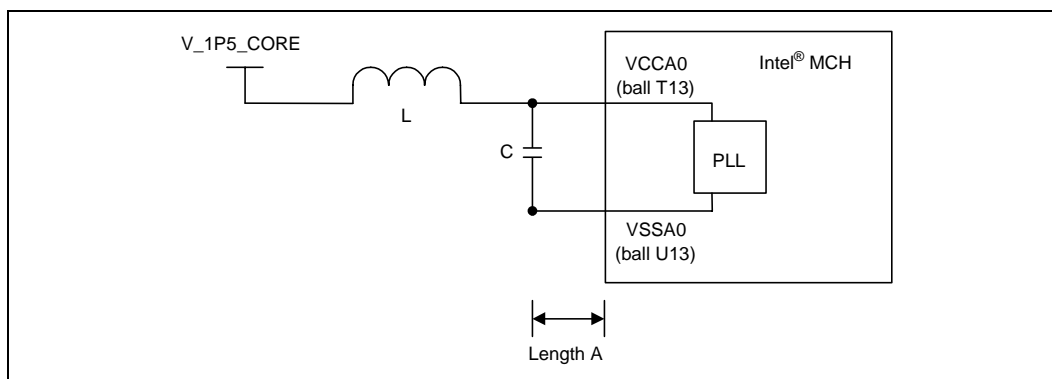 V_1P5_CORE
L
C
VCCA0
(ball T13)
Intel® MCH
PLL
VSSA0
(ball U13)
Length A